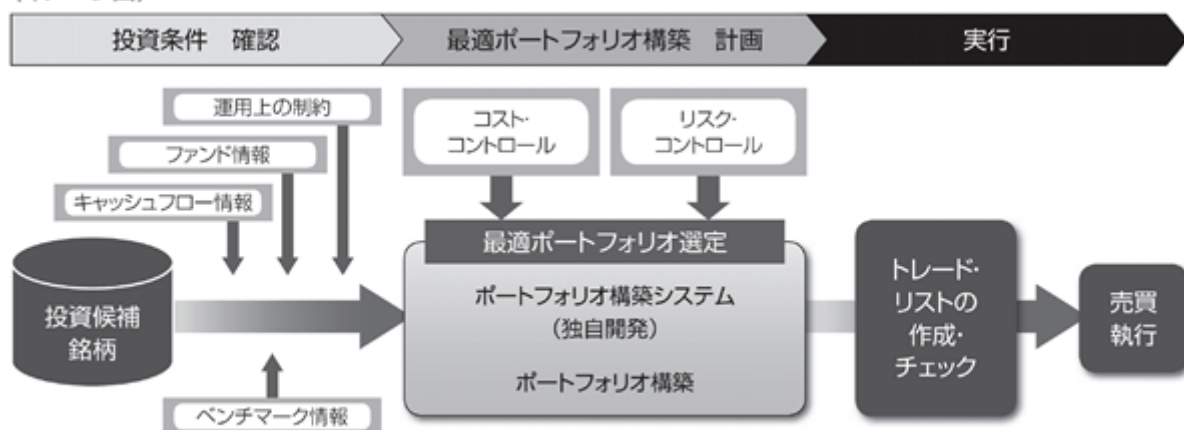 投資条件　確認
最適ポートフォリオ構築　計画
実行
運用上の制約
ファンド情報
キャッシュフロー情報
コスト・
コントロール
リスク・
コントロール
投資候補
銘柄
最適ポートフォリオ選定
ポートフォリオ構築システム
（独自開発）
ポートフォリオ構築
トレード・
リストの
作成・
チェック
売買
執行
ベンチマーク情報